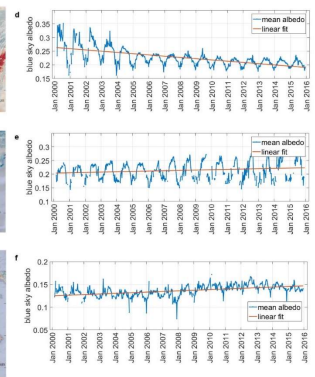 d
0.35
0.3
0.25
0.2
0.15
blue sky albedo
mean albedo
linear fit
Jan 2000
Jan 2001
Jan 2002
Jan 2003
Jan 2004
Jan 2005
Jan 2006
Jan 2007
Jan 2008
Jan 2009
Jan 2010
Jan 2011
Jan 2012
Jan 2013
Jan 2014
Jan 2015
Jan 2016
e
0.3
0.25
0.2
0.15
0.1
blue sky albedo
mean albedo
linear fit
Jan 2000
Jan 2001
Jan 2002
Jan 2003
Jan 2004
Jan 2005
Jan 2006
Jan 2007
Jan 2008
Jan 2009
Jan 2010
Jan 2011
Jan 2012
Jan 2013
Jan 2014
Jan 2015
Jan 2016
f
0.2
0.15
0.1
0.05
blue sky albedo
mean albedo
linear fit
Jan 2000
Jan 2001
Jan 2002
Jan 2003
Jan 2004
Jan 2005
Jan 2006
Jan 2007
Jan 2008
Jan 2009
Jan 2010
Jan 2011
Jan 2012
Jan 2013
Jan 2014
Jan 2015
Jan 2016